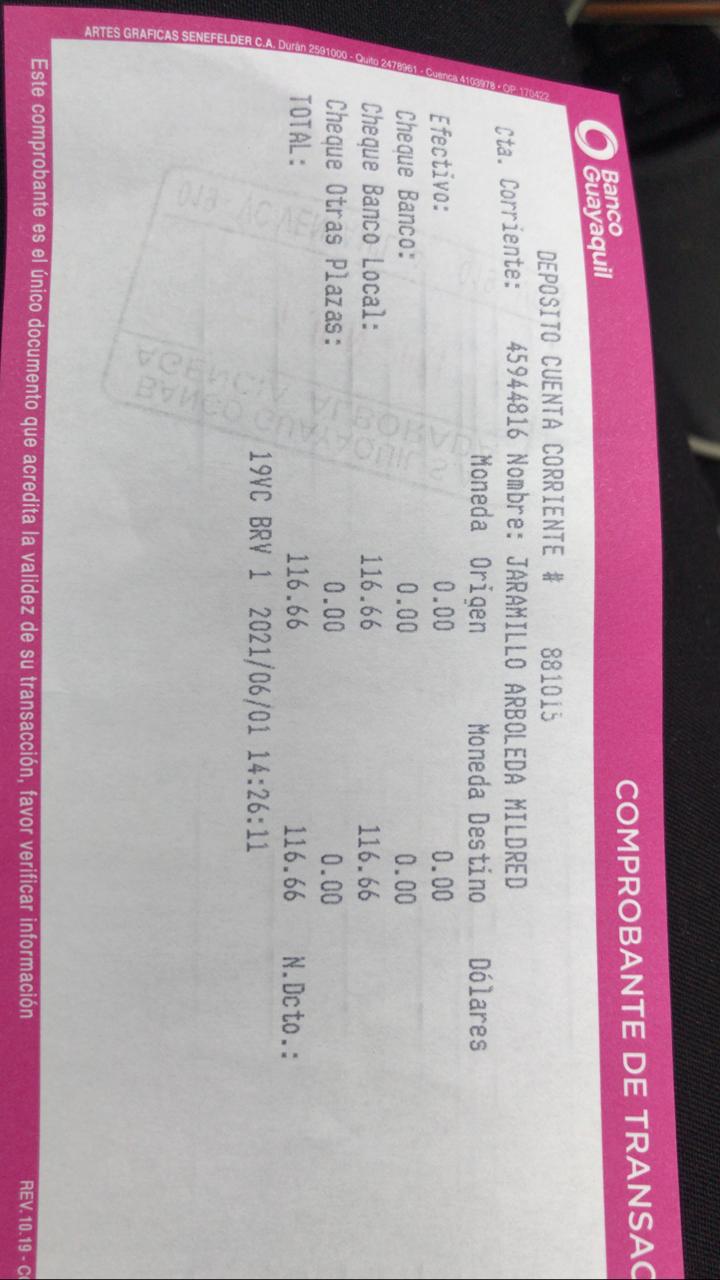 Banco
Guayaquil
COMPROBANTE DE TRANSAC
DEPOSITO CUENTA CORRIENTE # 881015
Cta. Corriente: 45944816 Nombre: JARAMILLO ARBOLEDA MILDRED
Moneda Origen Moneda Destino Dólares
Efectivo: 0.00 0.00
Cheque Banco: 0.00 0.00
Cheque Banco Local: 116.66 116.66
Cheque Otras Plazas: 0.00 0.00
TOTAL: 116.66 116.66 N.Dcto.:
19VC BRV 1 2021/06/01 14:26:11
BANCO GUAYAQUIL S
AGENCIA ALBORAD
ARTES GRAFICAS SENEFELDER C.A. Durán 2591000 - Quito 2478961 - Cuenca 4103978 • OP. 170422
Este comprobante es el único documento que acredita la validez de su transacción, favor verificar información
REV.10.19 - CO